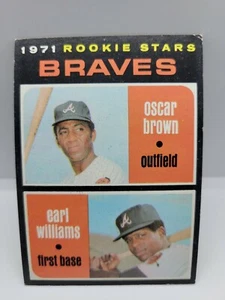 1971 ROOKIE STARS
BRAVES
oscar
brown
outfield
earl
williams
first base